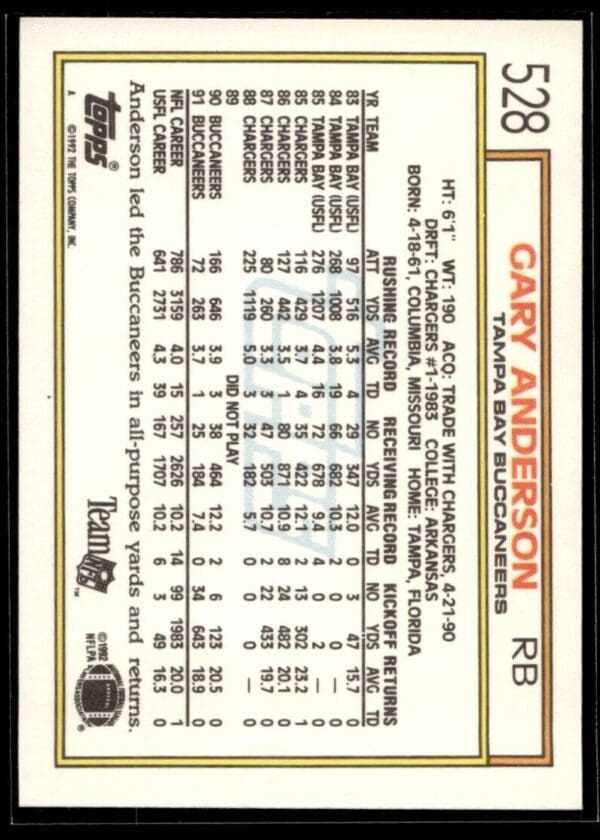 528
GARY ANDERSON RB
TAMPA BAY BUCCANEERS
HT: 6'1" WT: 190 ACQ: TRADE WITH CHARGERS, 4-21-90
DRFT: CHARGERS #1-1983 COLLEGE: ARKANSAS
BORN: 4-18-61, COLUMBIA, MISSOURI HOME: TAMPA, FLORIDA
RUSHING RECORD RECEIVING RECORD KICKOFF RETURNS
YR TEAM ATT YDS AVG TD NO YDS AVG TD NO YDS AVG TD
83 TAMPA BAY (USFL) 97 516 5.3 4 29 347 12.0 0 3 47 15.7 0
84 TAMPA BAY (USFL) 268 1008 3.8 19 66 682 10.3 2 0 — 0
85 TAMPA BAY (USFL) 276 1207 4.4 16 72 678 9.4 4 0 2 — 0
85 CHARGERS 116 429 3.7 4 35 422 12.1 2 13 302 23.2 1
86 CHARGERS 127 442 3.5 1 80 871 10.9 8 24 482 20.1 0
87 CHARGERS 80 260 3.3 3 47 503 10.7 2 22 433 19.7 0
88 CHARGERS 225 1119 5.0 3 32 182 5.7 0 0 — 0
89 DID NOT PLAY
90 BUCCANEERS 166 646 3.9 3 38 464 12.2 2 6 123 20.5 0
91 BUCCANEERS 72 263 3.7 1 25 184 7.4 0 34 643 18.9 0
NFL CAREER 786 3159 4.0 15 257 2626 10.2 14 99 1983 20.0 1
USFL CAREER 641 2731 4.3 39 167 1707 10.2 6 3 49 16.3 0
Anderson led the Buccaneers in all-purpose yards and returns.
Topps®
A ©1992 THE TOPPS COMPANY, INC.
Team NFL™
©1992 NFLPA